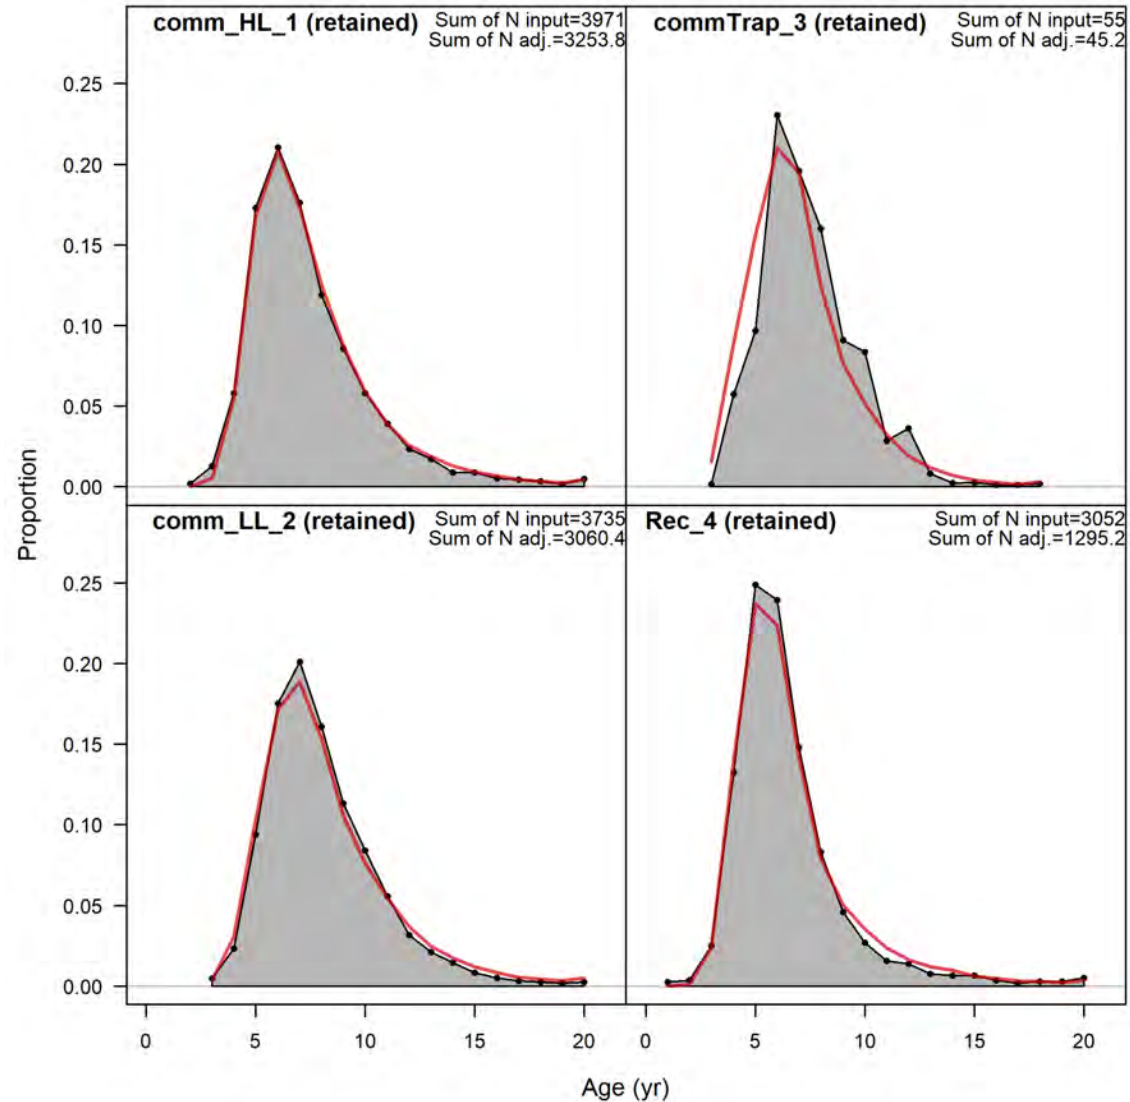 comm_HL_1 (retained)
Sum of N input=3971
Sum of N adj.=3253.8
commTrap_3 (retained)
Sum of N input=55
Sum of N adj.=45.2
0.25
0.20
0.15
0.10
0.05
0.00
comm_LL_2 (retained)
Sum of N input=3735
Sum of N adj.=3060.4
Rec_4 (retained)
Sum of N input=3052
Sum of N adj.=1295.2
0.25
0.20
0.15
0.10
0.05
0.00
Proportion
0 5 10 15 20
0 5 10 15 20
Age (yr)